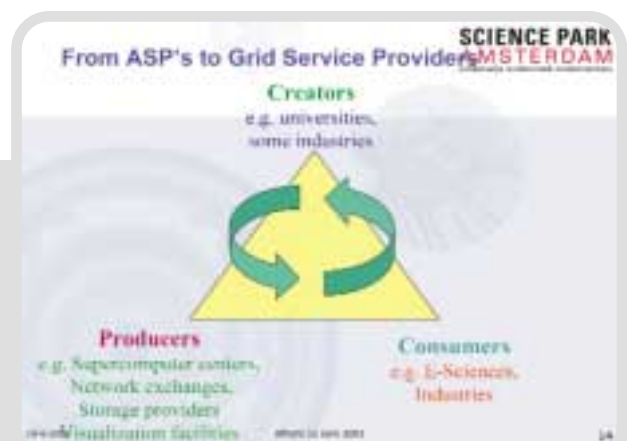 SCIENCE PARK
AMSTERDAM
From ASP's to Grid Service Providers
Creators
e.g. universities,
some industries
Producers
e.g. Supercomputer centers,
Network exchanges,
Storage providers
Visualization facilities
Consumers
e.g. E-Sciences,
Industries
14